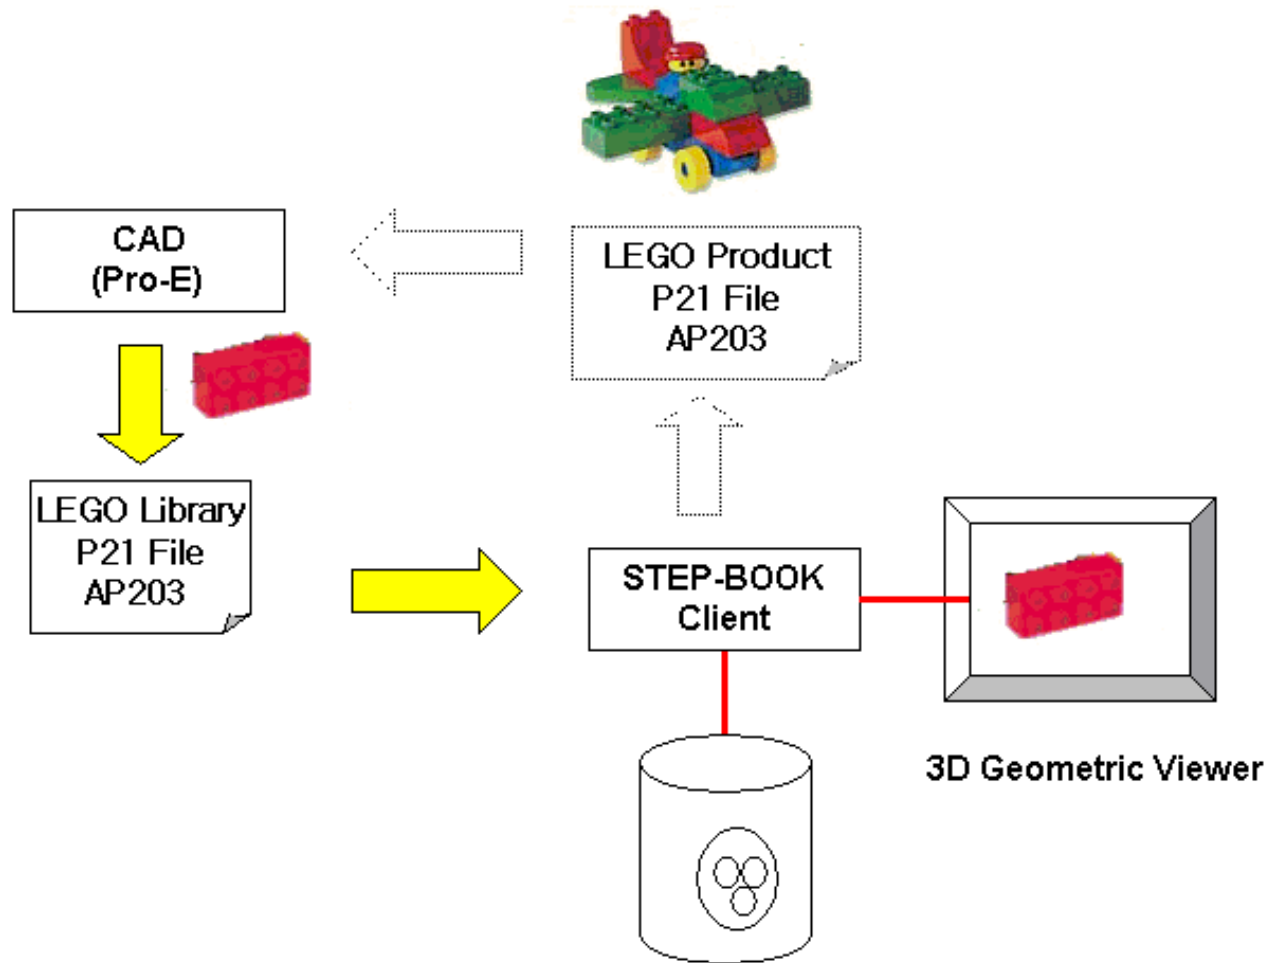 CAD
(Pro-E)
LEGO Product
P21 File
AP203
LEGO Library
P21 File
AP203
STEP-BOOK
Client
3D Geometric Viewer